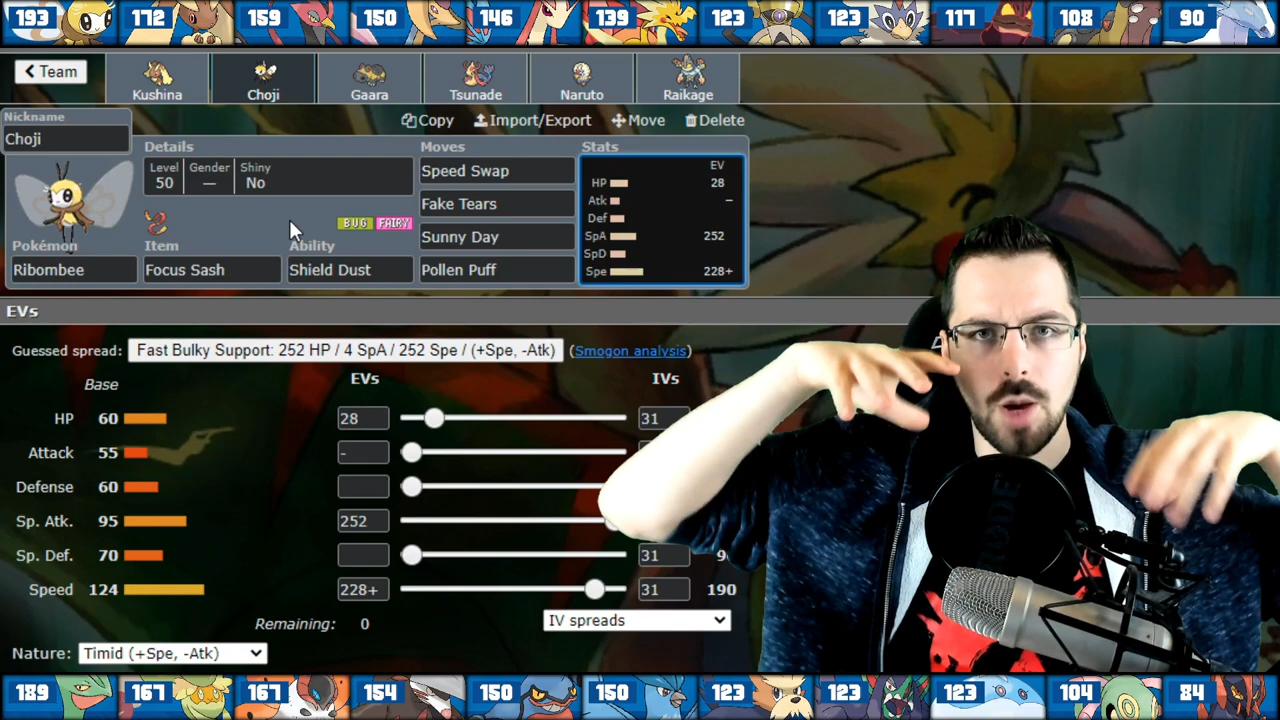 193 172 159 150 146 139 123 123 117 108 90
Team
Kushina Choji Gaara Tsunade Naruto Raikage
Copy Import/Export Move Delete
Nickname
Choji
Details Moves Stats
Level Gender Shiny
50 — No
BUG FAIRY
Pokémon Item Ability
Ribombee Focus Sash Shield Dust
Speed Swap
Fake Tears
Sunny Day
Pollen Puff
EV
HP 28
Atk –
Def
SpA 252
SpD
Spe 228+
EVs
Guessed spread: Fast Bulky Support: 252 HP / 4 SpA / 252 Spe / (+Spe, -Atk) (Smogon analysis)
Base EVs IVs
HP 60 28 31
Attack 55 -
Defense 60
Sp. Atk. 95 252
Sp. Def. 70 31
Speed 124 228+ 31 190
Remaining: 0
IV spreads
Nature: Timid (+Spe, -Atk)
189 167 167 154 150 150 123 123 123 104 84